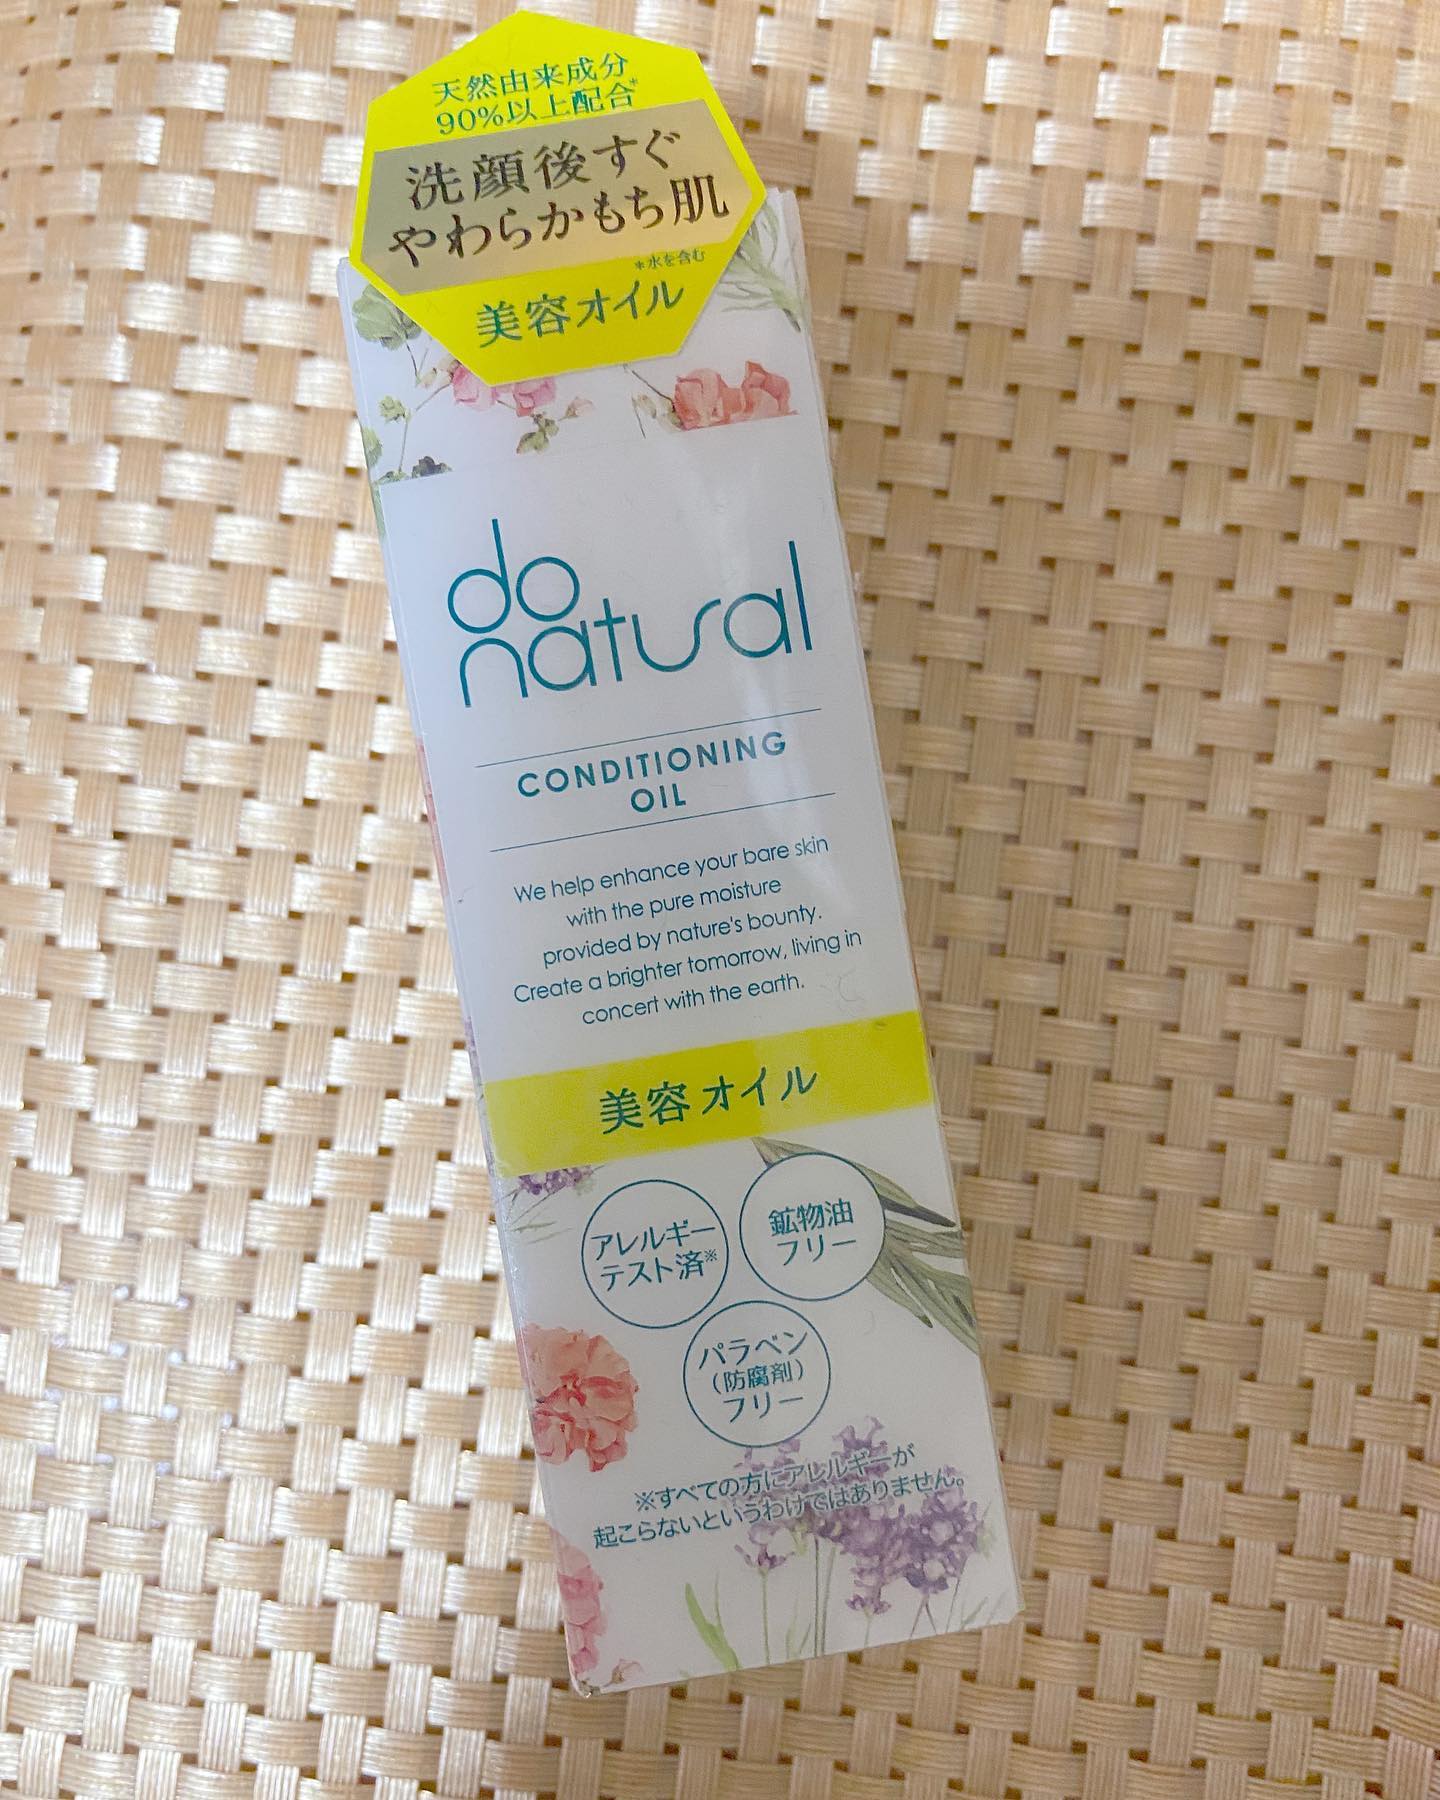 天然由来成分
90%以上配合*
洗顔後すぐ
やわらかもち肌
*水を含む
美容オイル
do
natural
CONDITIONING
OIL
We help enhance your bare skin
with the pure moisture
provided by nature's bounty.
Create a brighter tomorrow, living in
concert with the earth.
美容オイル
アレルギー
テスト済※
鉱物油
フリー
パラベン
(防腐剤)
フリー
※すべての方にアレルギーが
起こらないというわけではありません。